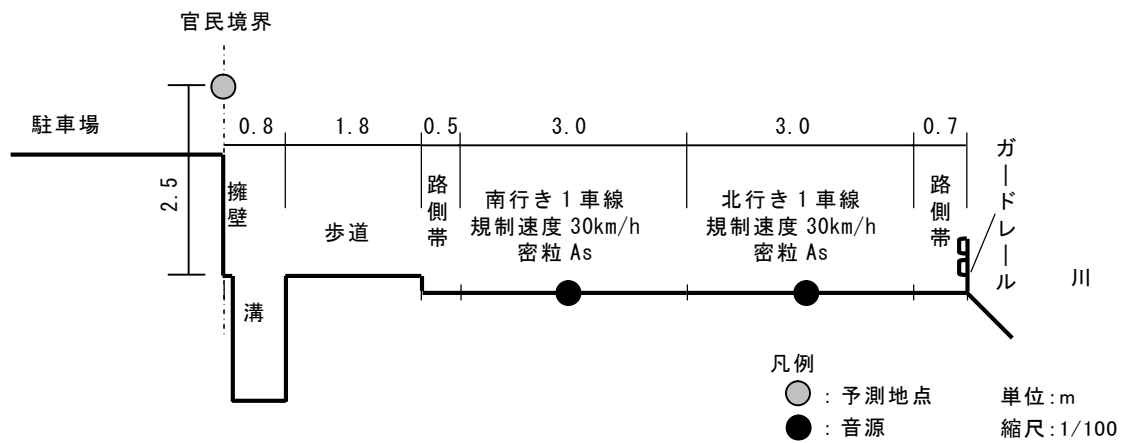 官民境界
駐車場
0.8
1.8
0.5
3.0
3.0
0.7
2.5
擁壁
溝
歩道
路側帯
南行き1車線
規制速度 30km/h
密粒 As
北行き1車線
規制速度 30km/h
密粒 As
路側帯
ガードレール
川
凡例
：予測地点
：音源
単位:m
縮尺:1/100